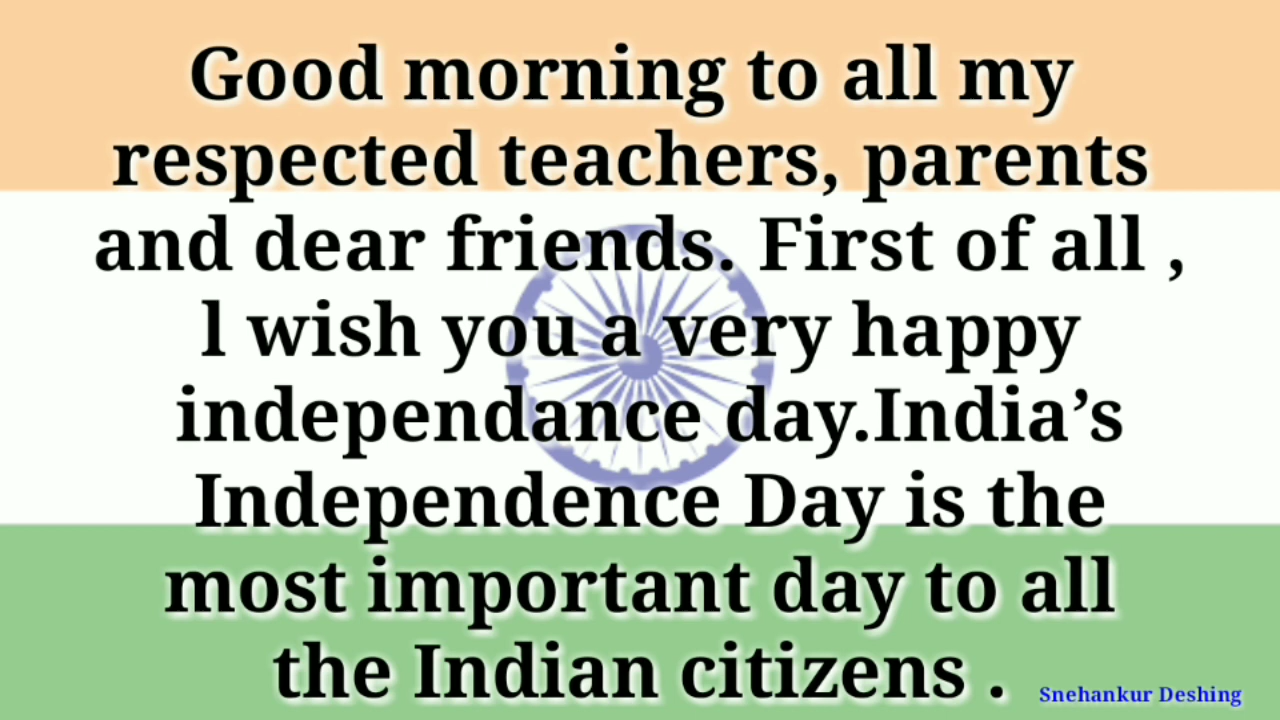 Good morning to all my
respected teachers, parents
and dear friends. First of all ,
l wish you a very happy
independance day.India’s
Independence Day is the
most important day to all
the Indian citizens .
Snehankur Deshing